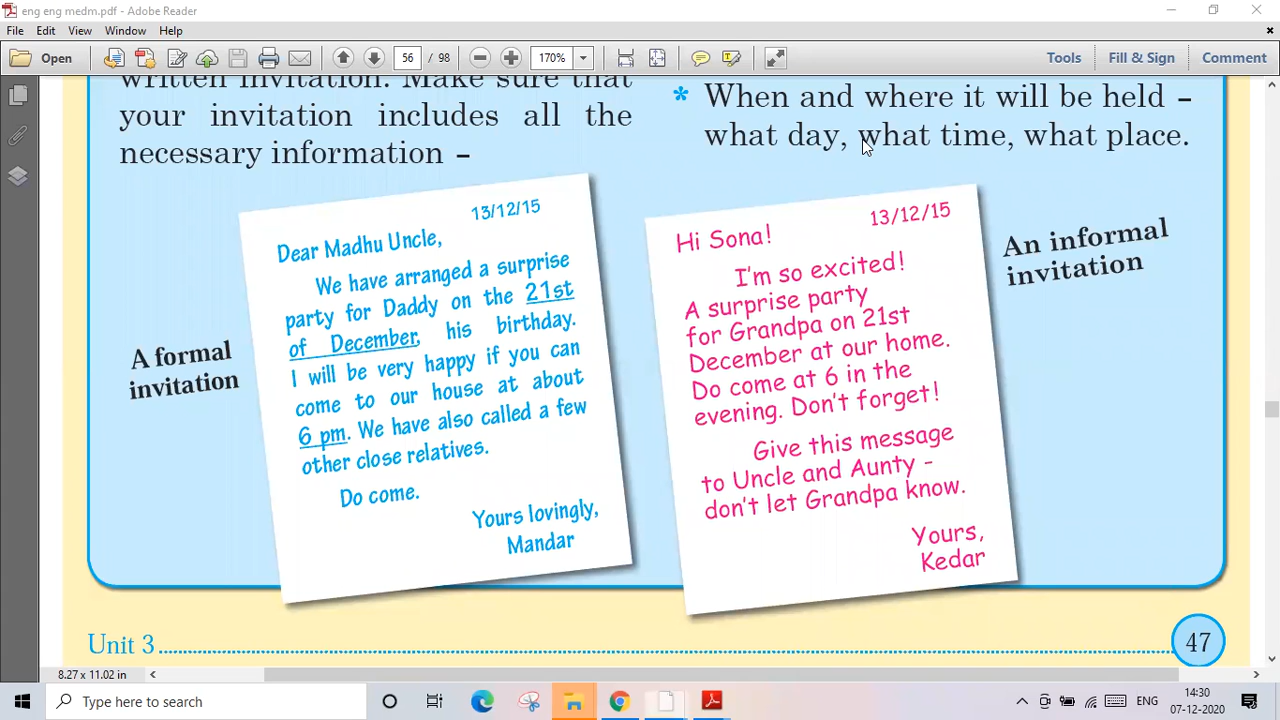 eng eng medm.pdf - Adobe Reader
File Edit View Window Help
Open 56 / 98 170% Tools Fill & Sign Comment
written invitation. Make sure that
your invitation includes all the
necessary information –
* When and where it will be held –
what day, what time, what place.
A formal
invitation
13/12/15
Dear Madhu Uncle,
We have arranged a surprise
party for Daddy on the 21st
of December, his birthday.
I will be very happy if you can
come to our house at about
6 pm. We have also called a few
other close relatives.
Do come.
Yours lovingly,
Mandar
13/12/15
Hi Sona!
I'm so excited!
A surprise party
for Grandpa on 21st
December at our home.
Do come at 6 in the
evening. Don't forget!
Give this message
to Uncle and Aunty -
don't let Grandpa know.
Yours,
Kedar
An informal
invitation
Unit 3 47
8.27 x 11.02 in
Type here to search
ENG
14:30
07-12-2020